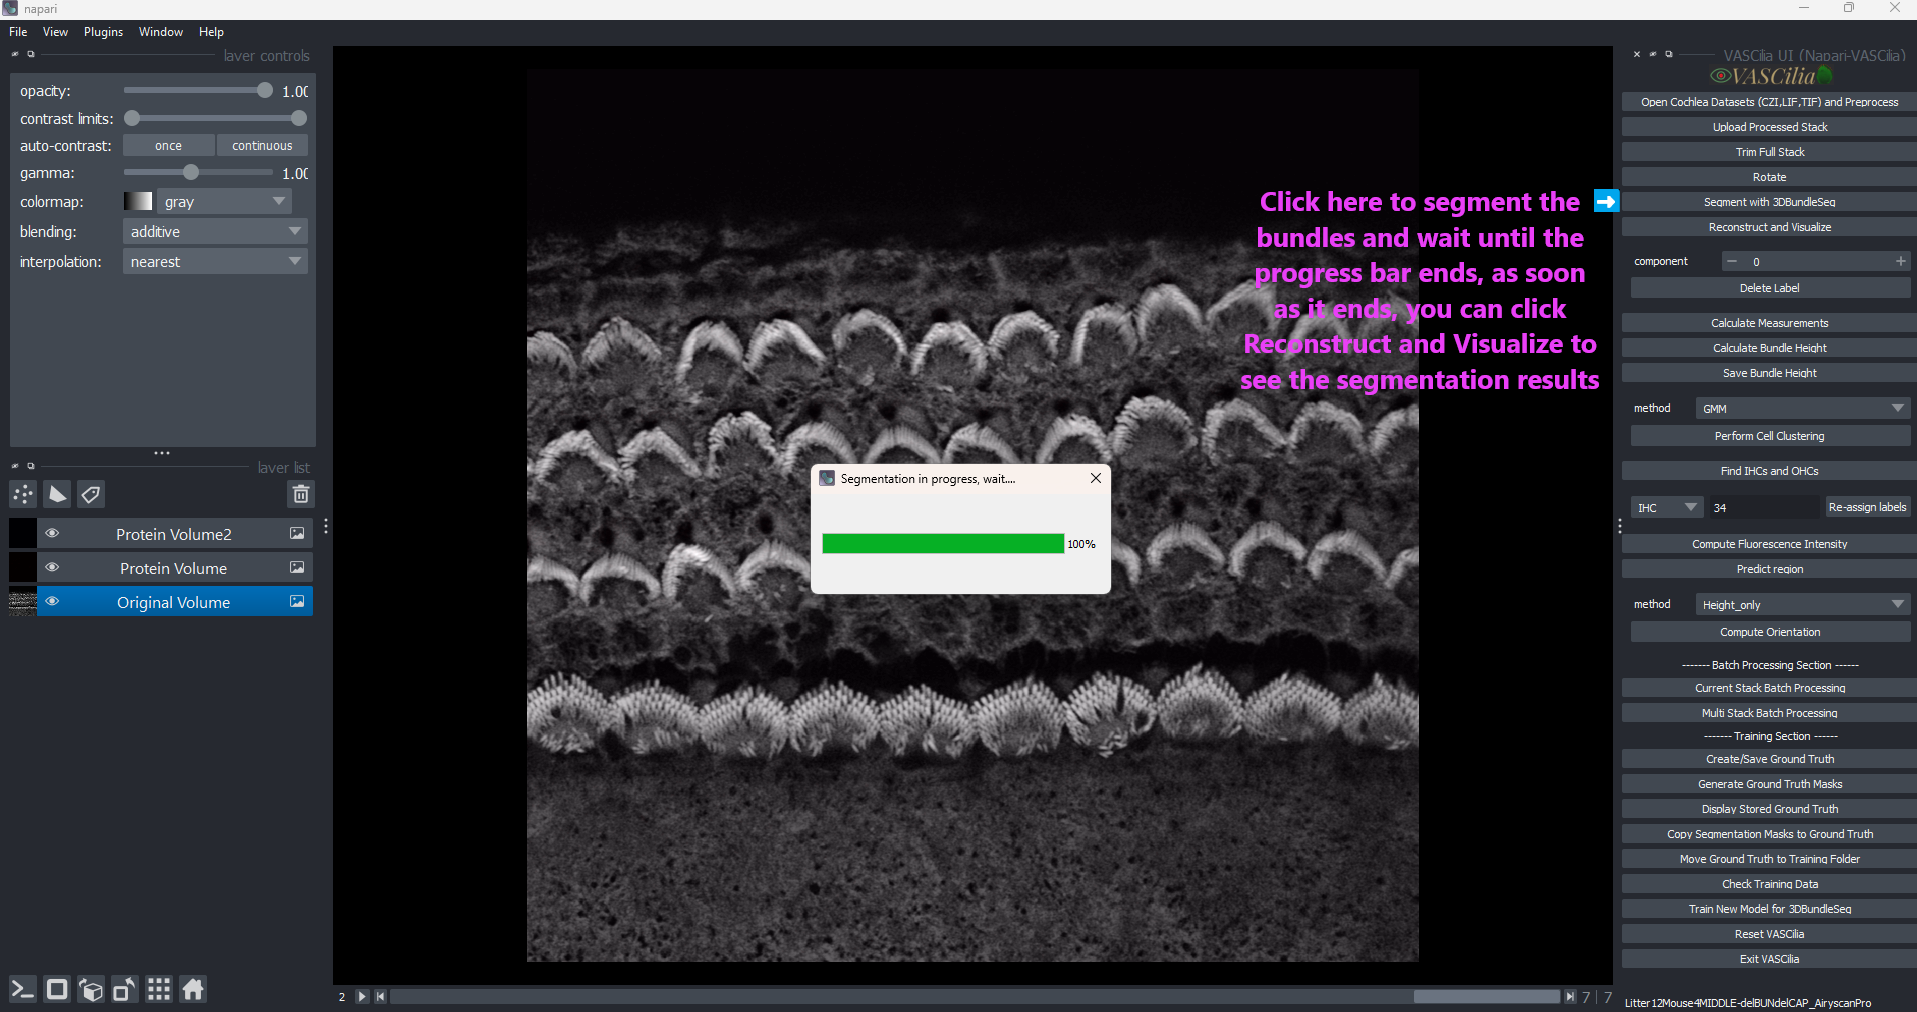 napari
File View Plugins Window Help
layer controls
opacity: 1.00
contrast limits:
auto-contrast: once continuous
gamma: 1.00
colormap: gray
blending: additive
interpolation: nearest
layer list
Protein Volume2
Protein Volume
Original Volume
Click here to segment the
bundles and wait until the
progress bar ends, as soon
as it ends, you can click
Reconstruct and Visualize to
see the segmentation results
Segmentation in progress, wait....
100%
2 7 | 7
VASCilia UI (Napari-VASCilia)
VASCilia
Open Cochlea Datasets (CZI,LIF,TIF) and Preprocess
Upload Processed Stack
Trim Full Stack
Rotate
Segment with 3DBundleSeg
Reconstruct and Visualize
component 0
Delete Label
Calculate Measurements
Calculate Bundle Height
Save Bundle Height
method GMM
Perform Cell Clustering
Find IHCs and OHCs
IHC 34 Re-assign labels
Compute Fluorescence Intensity
Predict region
method Height_only
Compute Orientation
------- Batch Processing Section ------
Current Stack Batch Processing
Multi Stack Batch Processing
------- Training Section ------
Create/Save Ground Truth
Generate Ground Truth Masks
Display Stored Ground Truth
Copy Segmentation Masks to Ground Truth
Move Ground Truth to Training Folder
Check Training Data
Train New Model for 3DBundleSeg
Reset VASCilia
Exit VASCilia
Litter12Mouse4MIDDLE-delBUNdelCAP_AiryscanPro